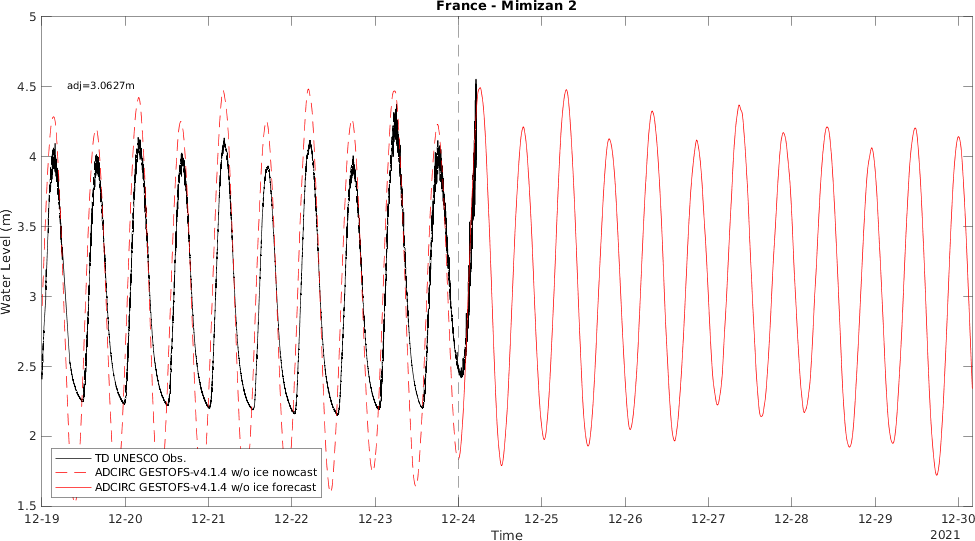 France - Mimizan 2
5
4.5
4
3.5
3
2.5
2
1.5
Water Level (m)
adj=3.0627m
TD UNESCO Obs.
ADCIRC GESTOFS-v4.1.4 w/o ice nowcast
ADCIRC GESTOFS-v4.1.4 w/o ice forecast
12-19 12-20 12-21 12-22 12-23 12-24 12-25 12-26 12-27 12-28 12-29 12-30
Time
2021